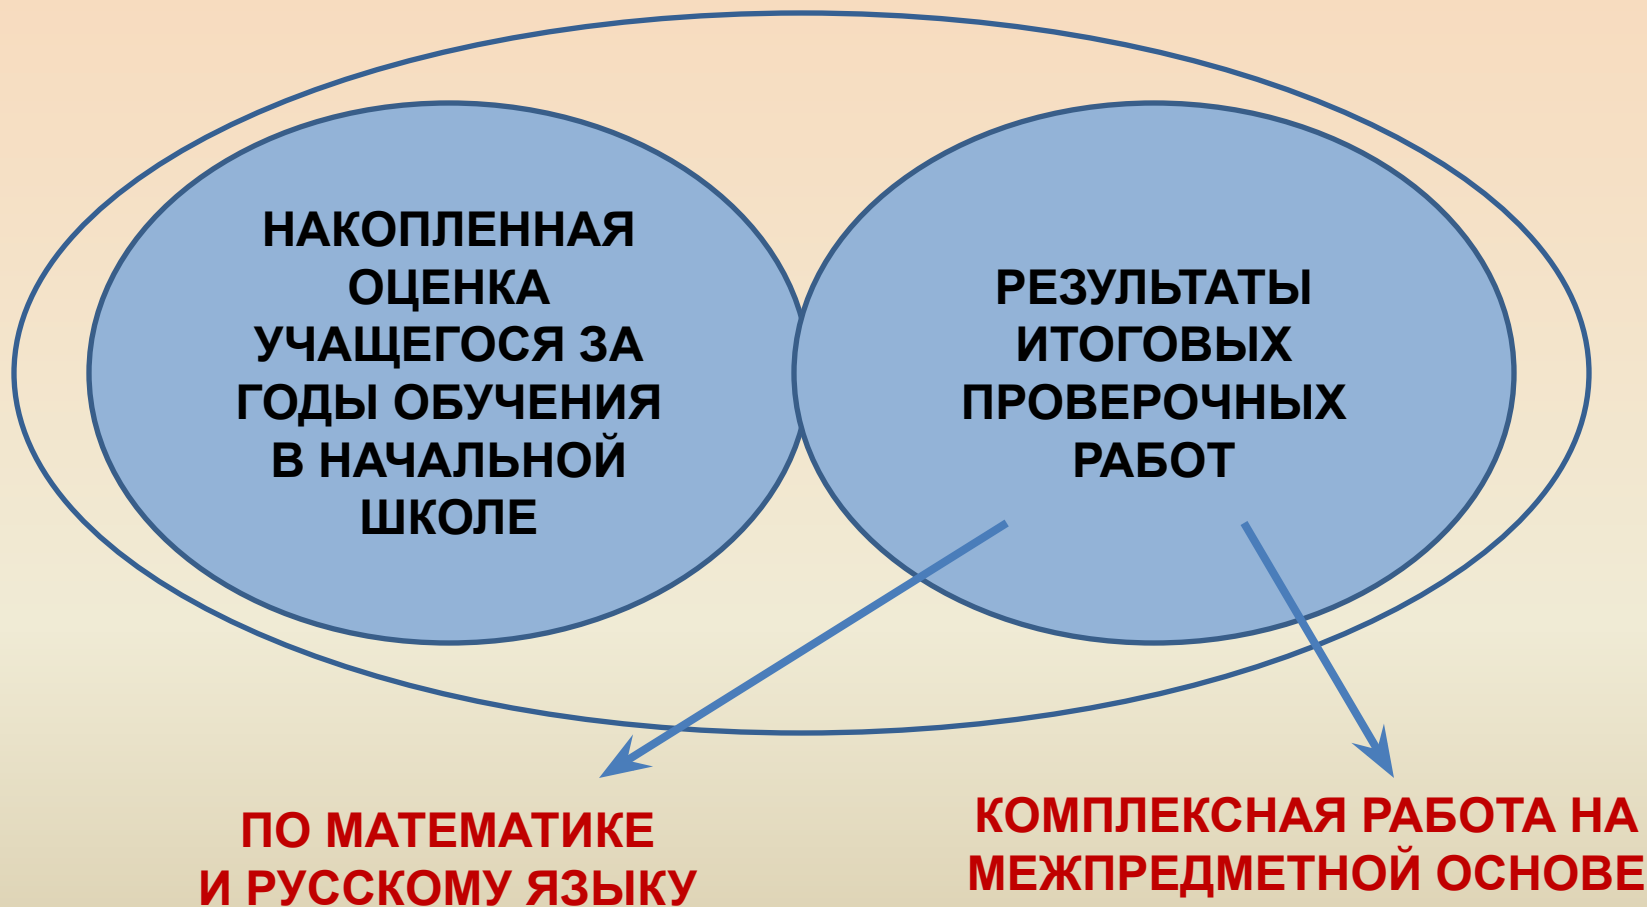 НАКОПЛЕННАЯ
ОЦЕНКА
УЧАЩЕГОСЯ ЗА
ГОДЫ ОБУЧЕНИЯ
В НАЧАЛЬНОЙ
ШКОЛЕ
РЕЗУЛЬТАТЫ
ИТОГОВЫХ
ПРОВЕРОЧНЫХ
РАБОТ
ПО МАТЕМАТИКЕ
И РУССКОМУ ЯЗЫКУ
КОМПЛЕКСНАЯ РАБОТА НА
МЕЖПРЕДМЕТНОЙ ОСНОВЕ